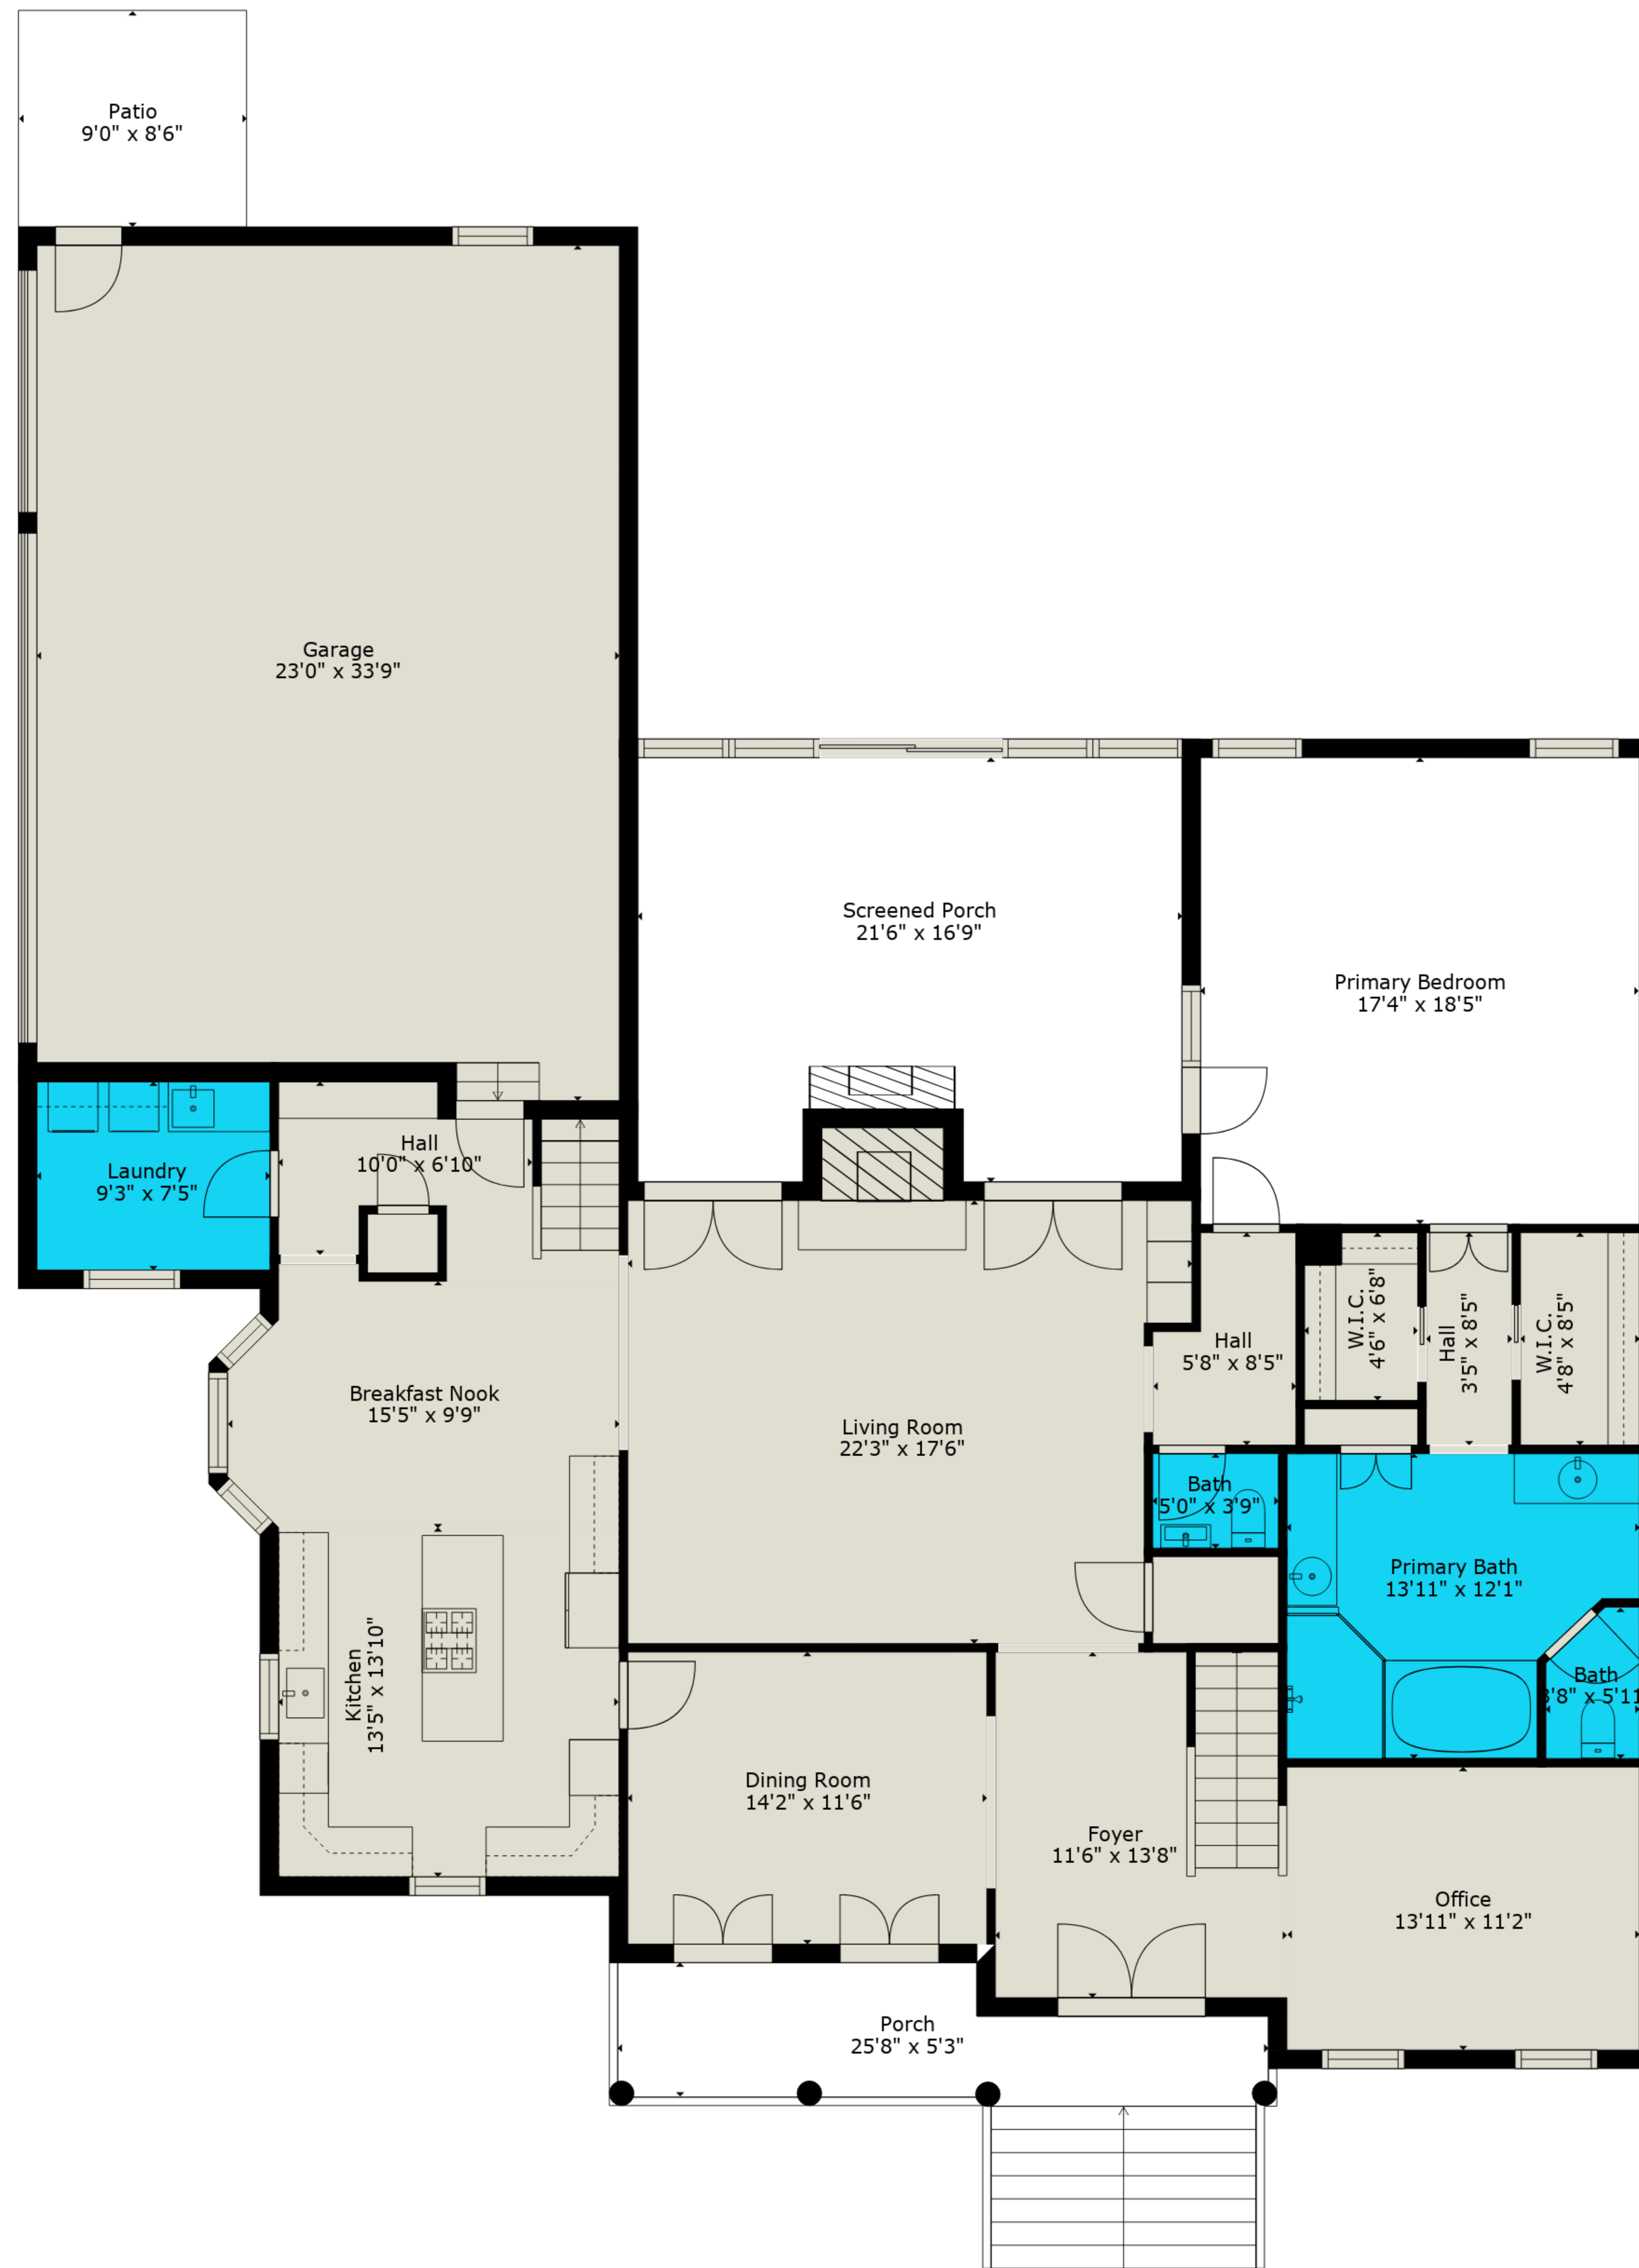 Patio
9'0" x 8'6"
Garage
23'0" x 33'9"
Screened Porch
21'6" x 16'9"
Primary Bedroom
17'4" x 18'5"
Laundry
9'3" x 7'5"
Hall
10'0" x 6'10"
Breakfast Nook
15'5" x 9'9"
Living Room
22'3" x 17'6"
Hall
5'8" x 8'5"
W.I.C.
4'6" x 6'8"
Hall
3'5" x 8'5"
W.I.C.
4'8" x 8'5"
Bath
5'0" x 3'9"
Primary Bath
13'11" x 12'1"
Bath
x 5'11
Kitchen
13'5" x 13'10"
Dining Room
14'2" x 11'6"
Foyer
11'6" x 13'8"
Office
13'11" x 11'2"
Porch
25'8" x 5'3"